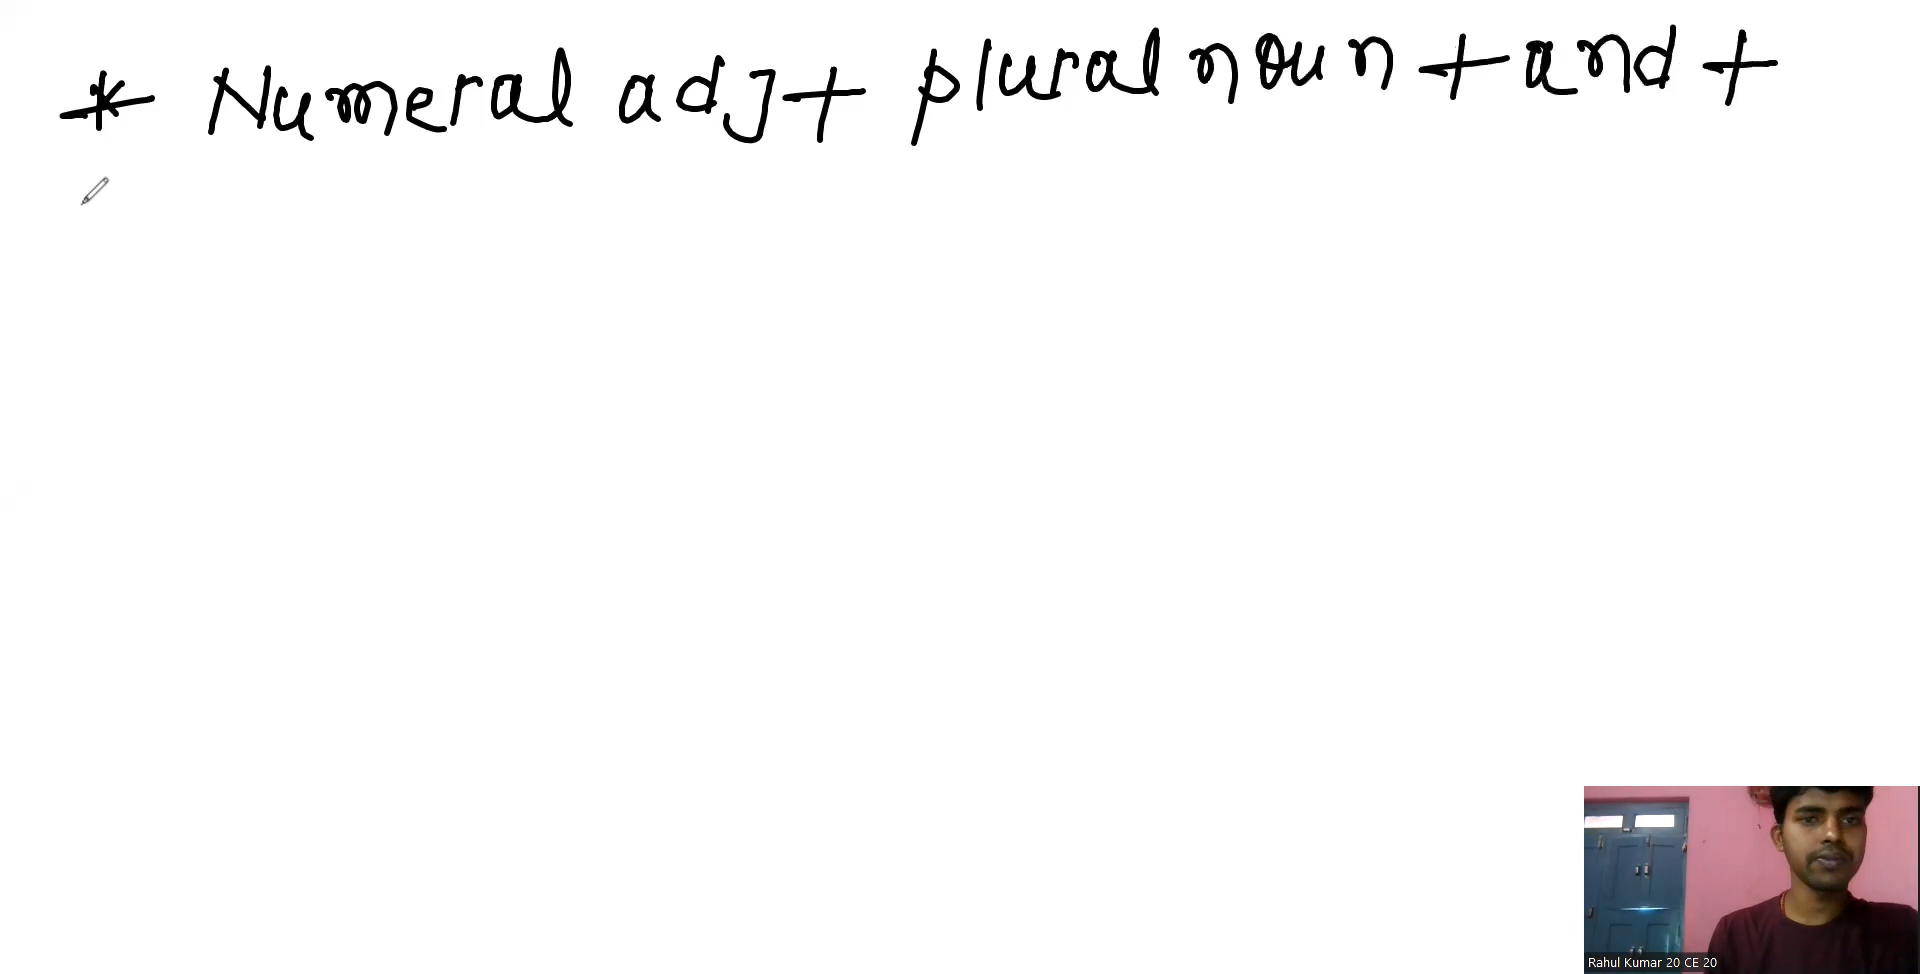 * Numeral adj + plural noun + and +
Rahul Kumar 20 CE 20